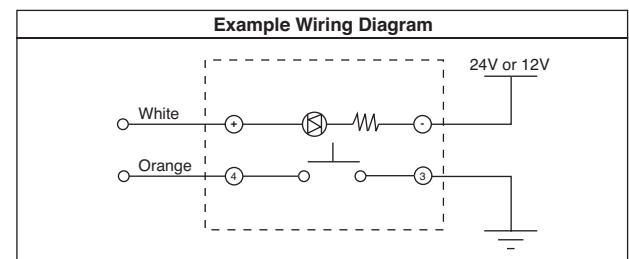 Example Wiring Diagram
24V or 12V
White
+
-
Orange
4
3